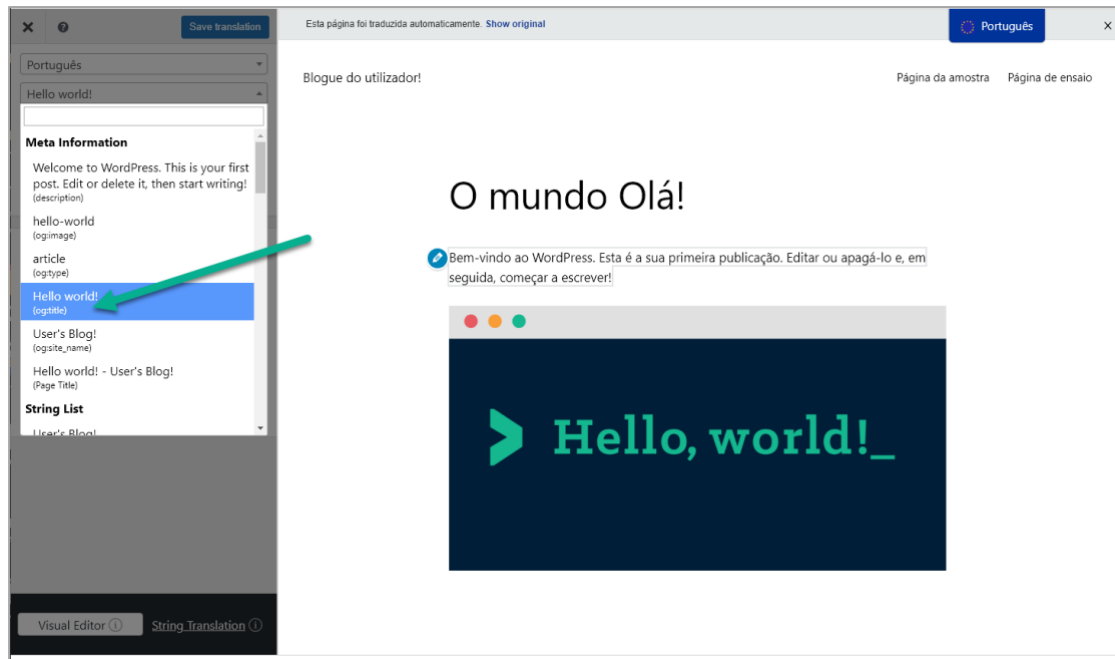 Save translation
Esta página foi traduzida automaticamente. Show original
Português
Português
Hello world!
Blogue do utilizador!
Página da amostra
Página de ensaio
Meta Information
Welcome to WordPress. This is your first
post. Edit or delete it, then start writing!
(description)
hello-world
(og:image)
article
(og:type)
Hello world!
(og:title)
User's Blog!
(og:site_name)
Hello world! - User's Blog!
(Page Title)
String List
User's Blog!
O mundo Olá!
Bem-vindo ao WordPress. Esta é a sua primeira publicação. Editar ou apagá-lo e, em
seguida, começar a escrever!
Hello, world!_
Visual Editor
String Translation